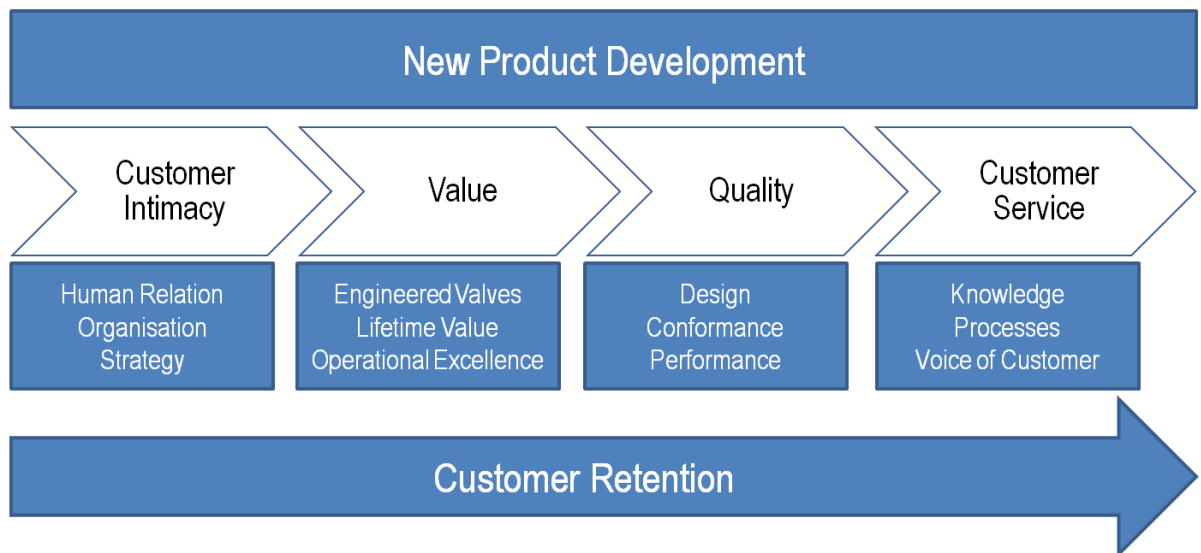 New Product Development
Customer
Intimacy
Value
Quality
Customer
Service
Human Relation
Organisation
Strategy
Engineered Valves
Lifetime Value
Operational Excellence
Design
Conformance
Performance
Knowledge
Processes
Voice of Customer
Customer Retention